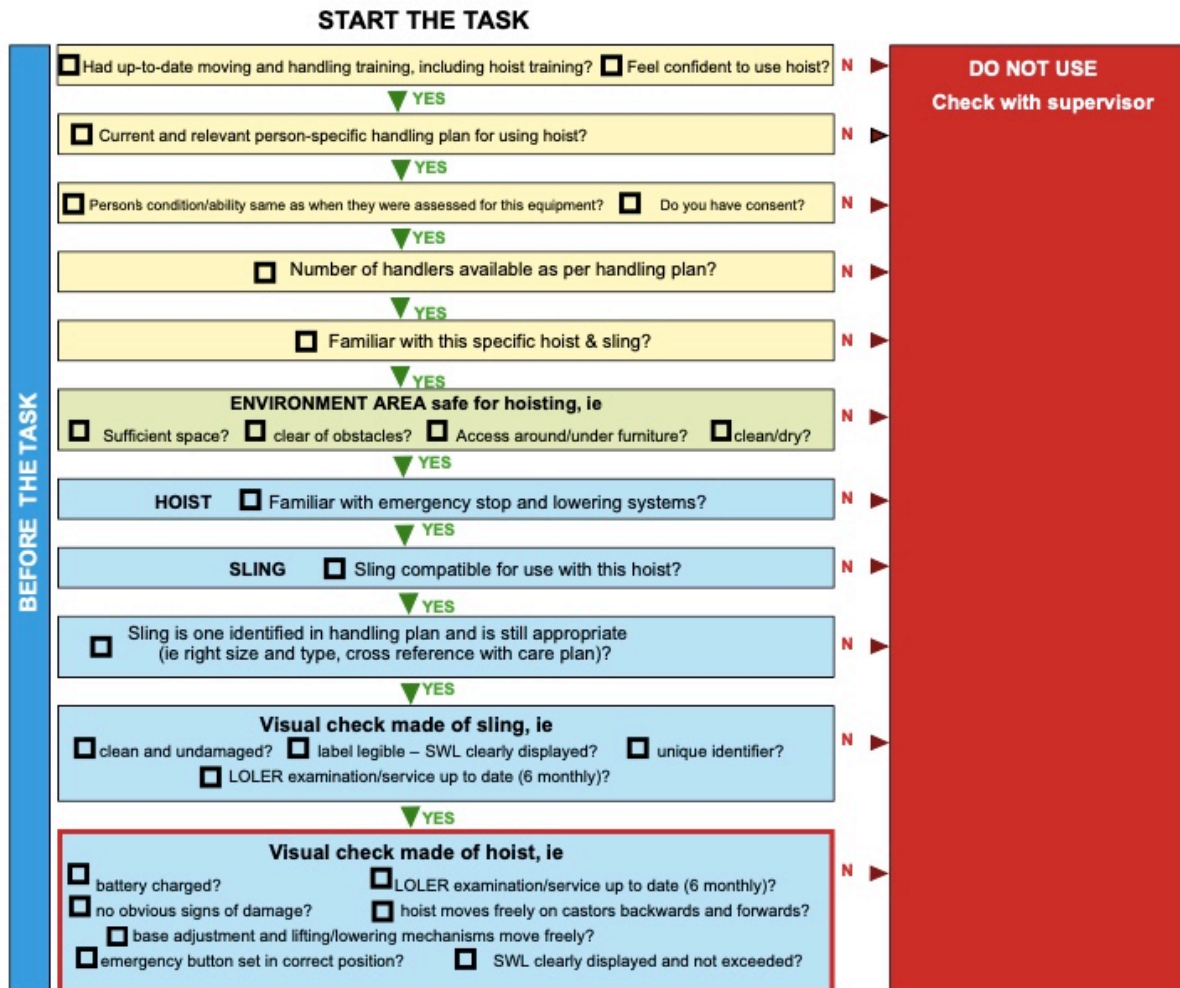 START THE TASK
BEFORE THE TASK
Had up-to-date moving and handling training, including hoist training? Feel confident to use hoist? N
DO NOT USE
Check with supervisor
YES
Current and relevant person-specific handling plan for using hoist? N
YES
Person's condition/ability same as when they were assessed for this equipment? Do you have consent? N
YES
Number of handlers available as per handling plan? N
YES
Familiar with this specific hoist & sling? N
YES
ENVIRONMENT AREA safe for hoisting, ie N
Sufficient space? clear of obstacles? Access around/under furniture? clean/dry?
YES
HOIST Familiar with emergency stop and lowering systems? N
YES
SLING Sling compatible for use with this hoist? N
YES
Sling is one identified in handling plan and is still appropriate
(ie right size and type, cross reference with care plan)? N
YES
Visual check made of sling, ie
clean and undamaged? label legible – SWL clearly displayed? unique identifier? N
LOLER examination/service up to date (6 monthly)?
YES
Visual check made of hoist, ie
battery charged? LOLER examination/service up to date (6 monthly)? N
no obvious signs of damage? hoist moves freely on castors backwards and forwards?
base adjustment and lifting/lowering mechanisms move freely?
emergency button set in correct position? SWL clearly displayed and not exceeded?